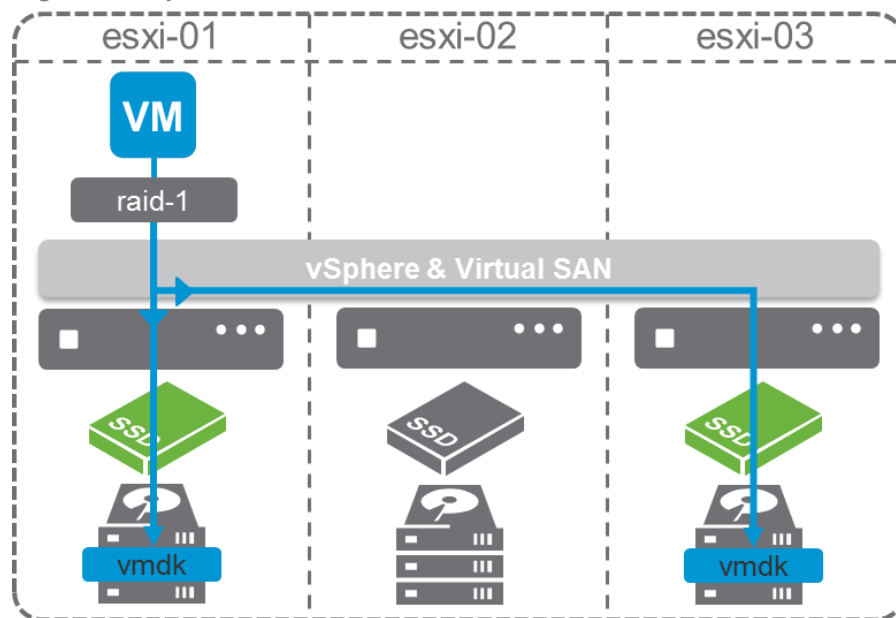 esxi-01 esxi-02 esxi-03
VM
raid-1
vSphere & Virtual SAN
SSD SSD SSD
vmdk vmdk